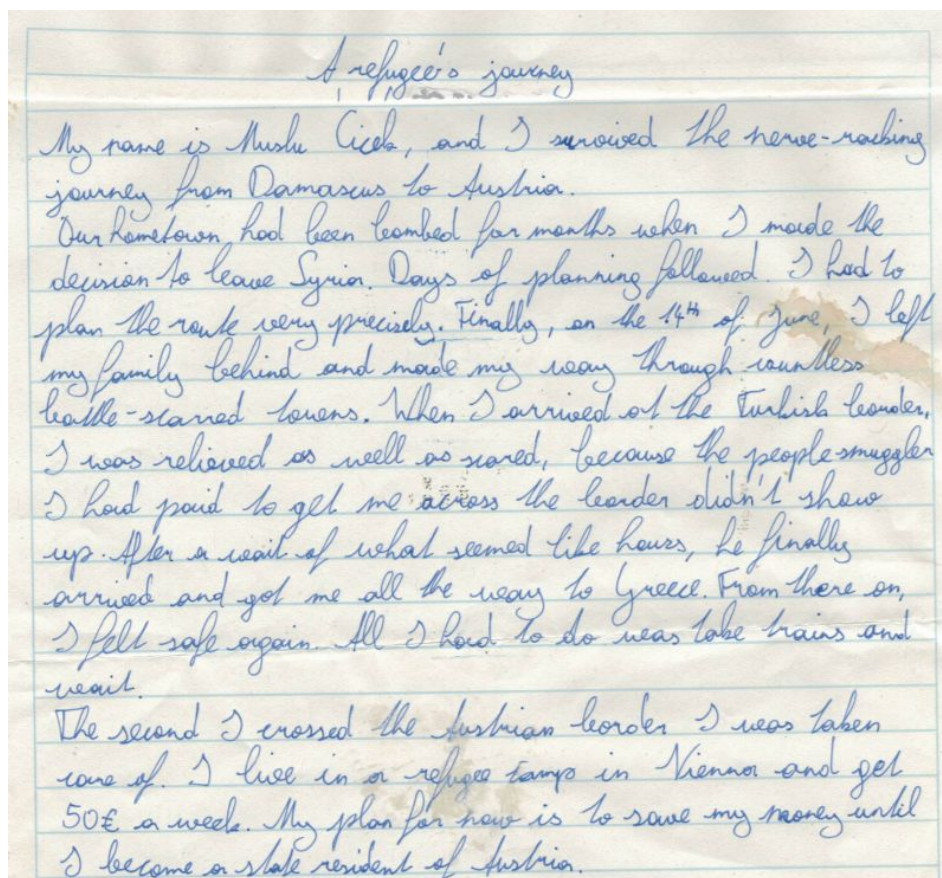 A refugee's journey
My name is Muslu Cicek, and I survived the nerve-racking
journey from Damascus to Austria.
Our hometown had been bombed for months when I made the
decision to leave Syria. Days of planning followed. I had to
plan the route very precisely. Finally, on the 14th of June, I left
my family behind and made my way through countless
battle-scarred towns. When I arrived at the Turkish border,
I was relieved as well as scared, because the people smuggler
I had paid to get me across the border didn't show
up. After a wait of what seemed like hours, he finally
arrived and got me all the way to Greece. From there on,
I felt safe again. All I had to do was take trains and
wait.
The second I crossed the Austrian border I was taken
care of. I live in a refugee camp in Vienna and get
50€ a week. My plan for now is to save my money until
I become a state resident of Austria.